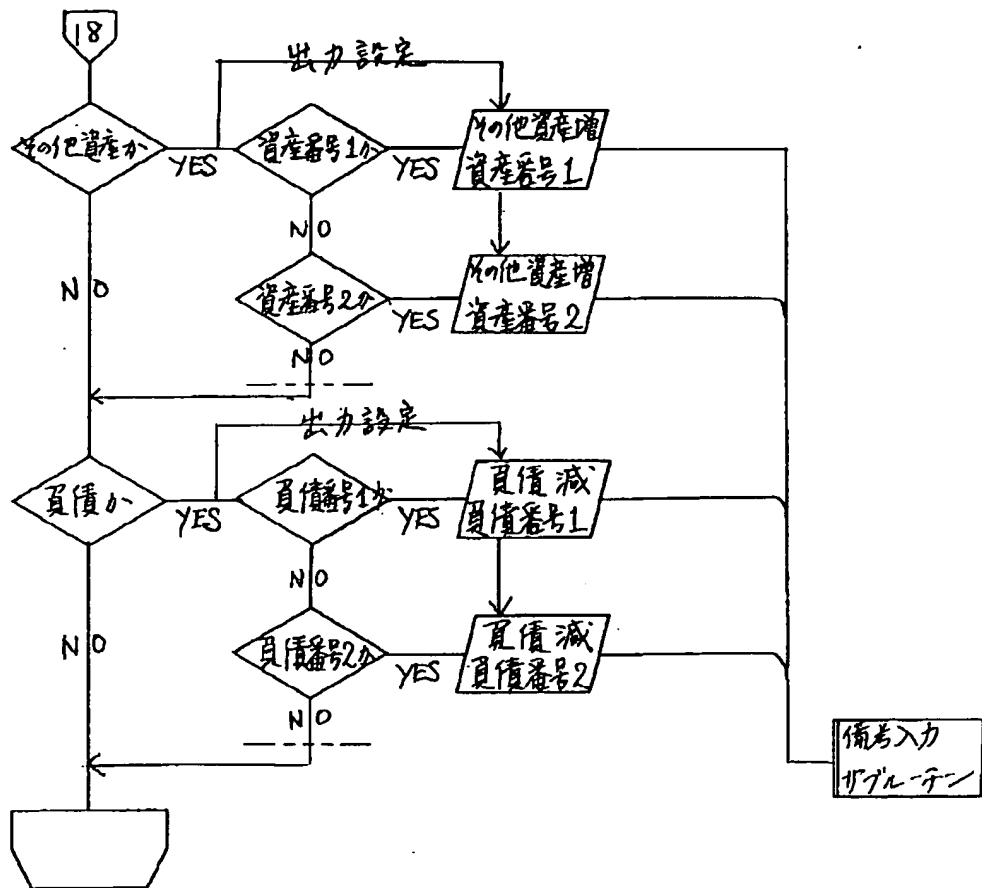 18
出力設定
その他資産か
YES
資産番号1か
YES
その他資産増
資産番号1
NO
NO
資産番号2か
YES
その他資産増
資産番号2
NO
出力設定
負債か
YES
負債番号1か
YES
負債減
負債番号1
NO
NO
負債番号2か
YES
負債減
負債番号2
NO
備考入力
サブルーチン